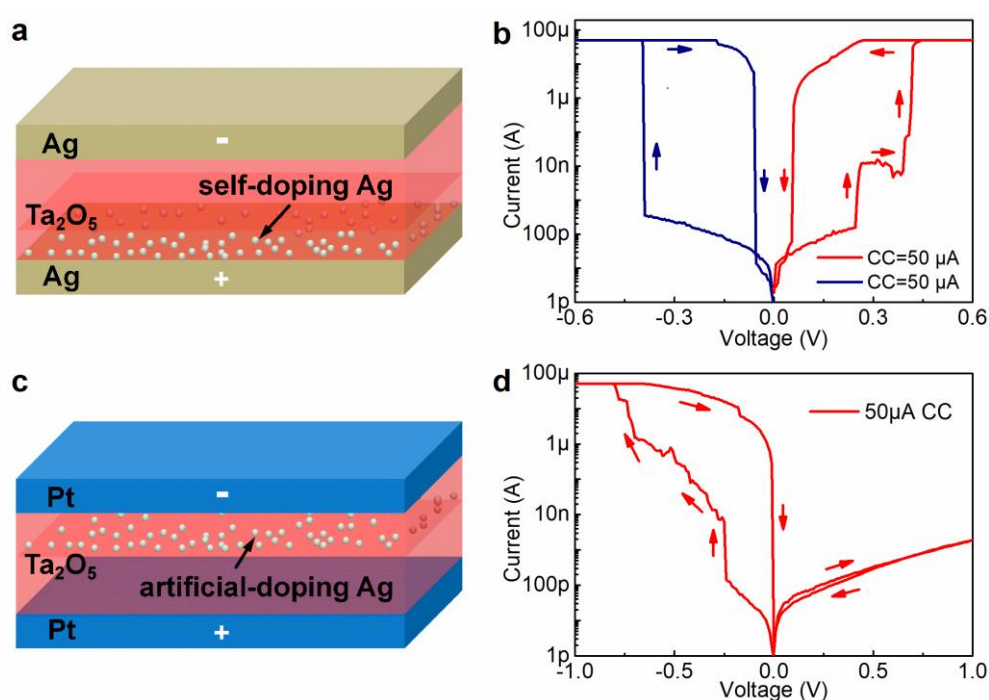 a
Ag
-
self-doping Ag
Ta₂O₅
Ag
+
b
Current (A)
100μ
1μ
10n
100p
1p
CC=50 μA
CC=50 μA
-0.6
-0.3
0.0
0.3
0.6
Voltage (V)
c
Pt
-
Ta₂O₅
artificial-doping Ag
Pt
+
d
Current (A)
100μ
1μ
10n
100p
1p
50μA CC
-1.0
-0.5
0.0
0.5
1.0
Voltage (V)